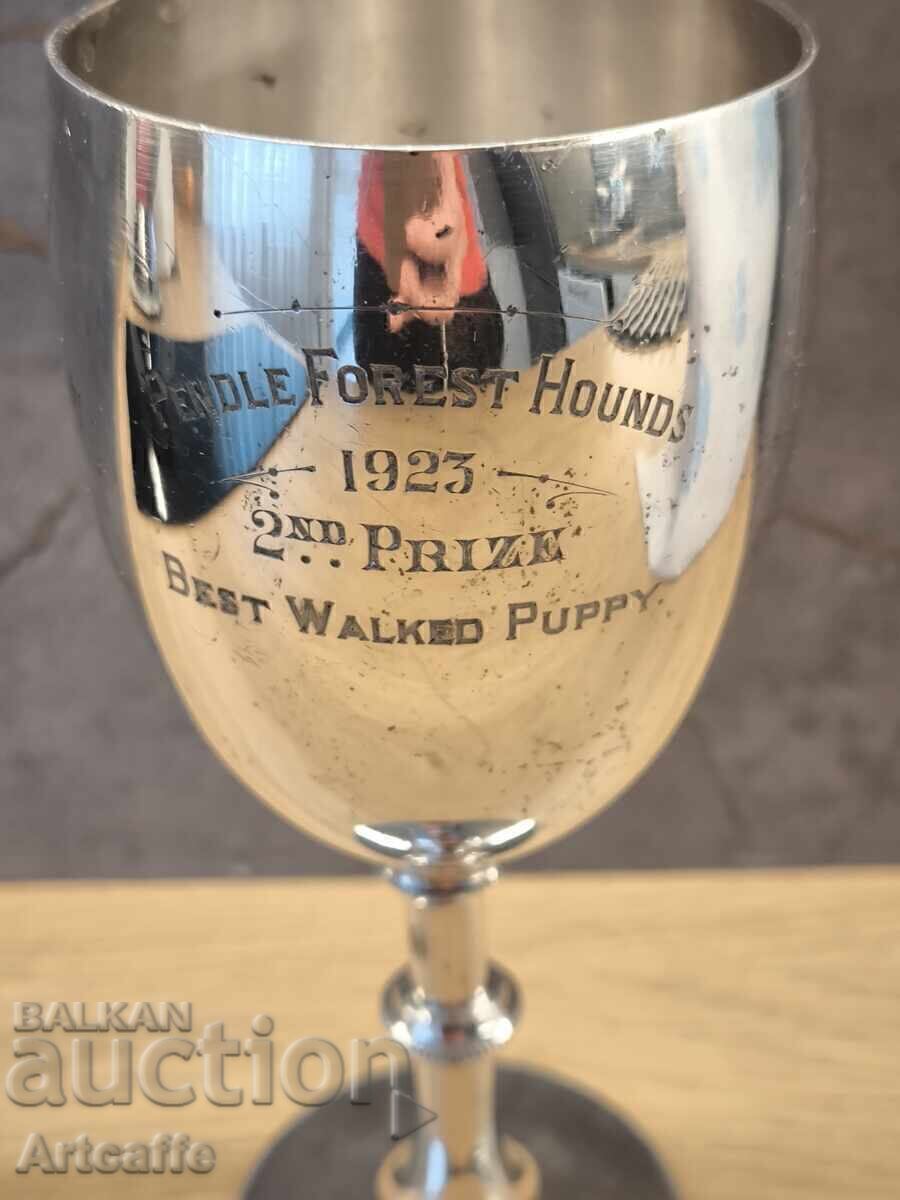 PENDLE FOREST HOUNDS
1923
2ND PRIZE
BEST WALKED PUPPY
BALKAN
auction
Artcaffe